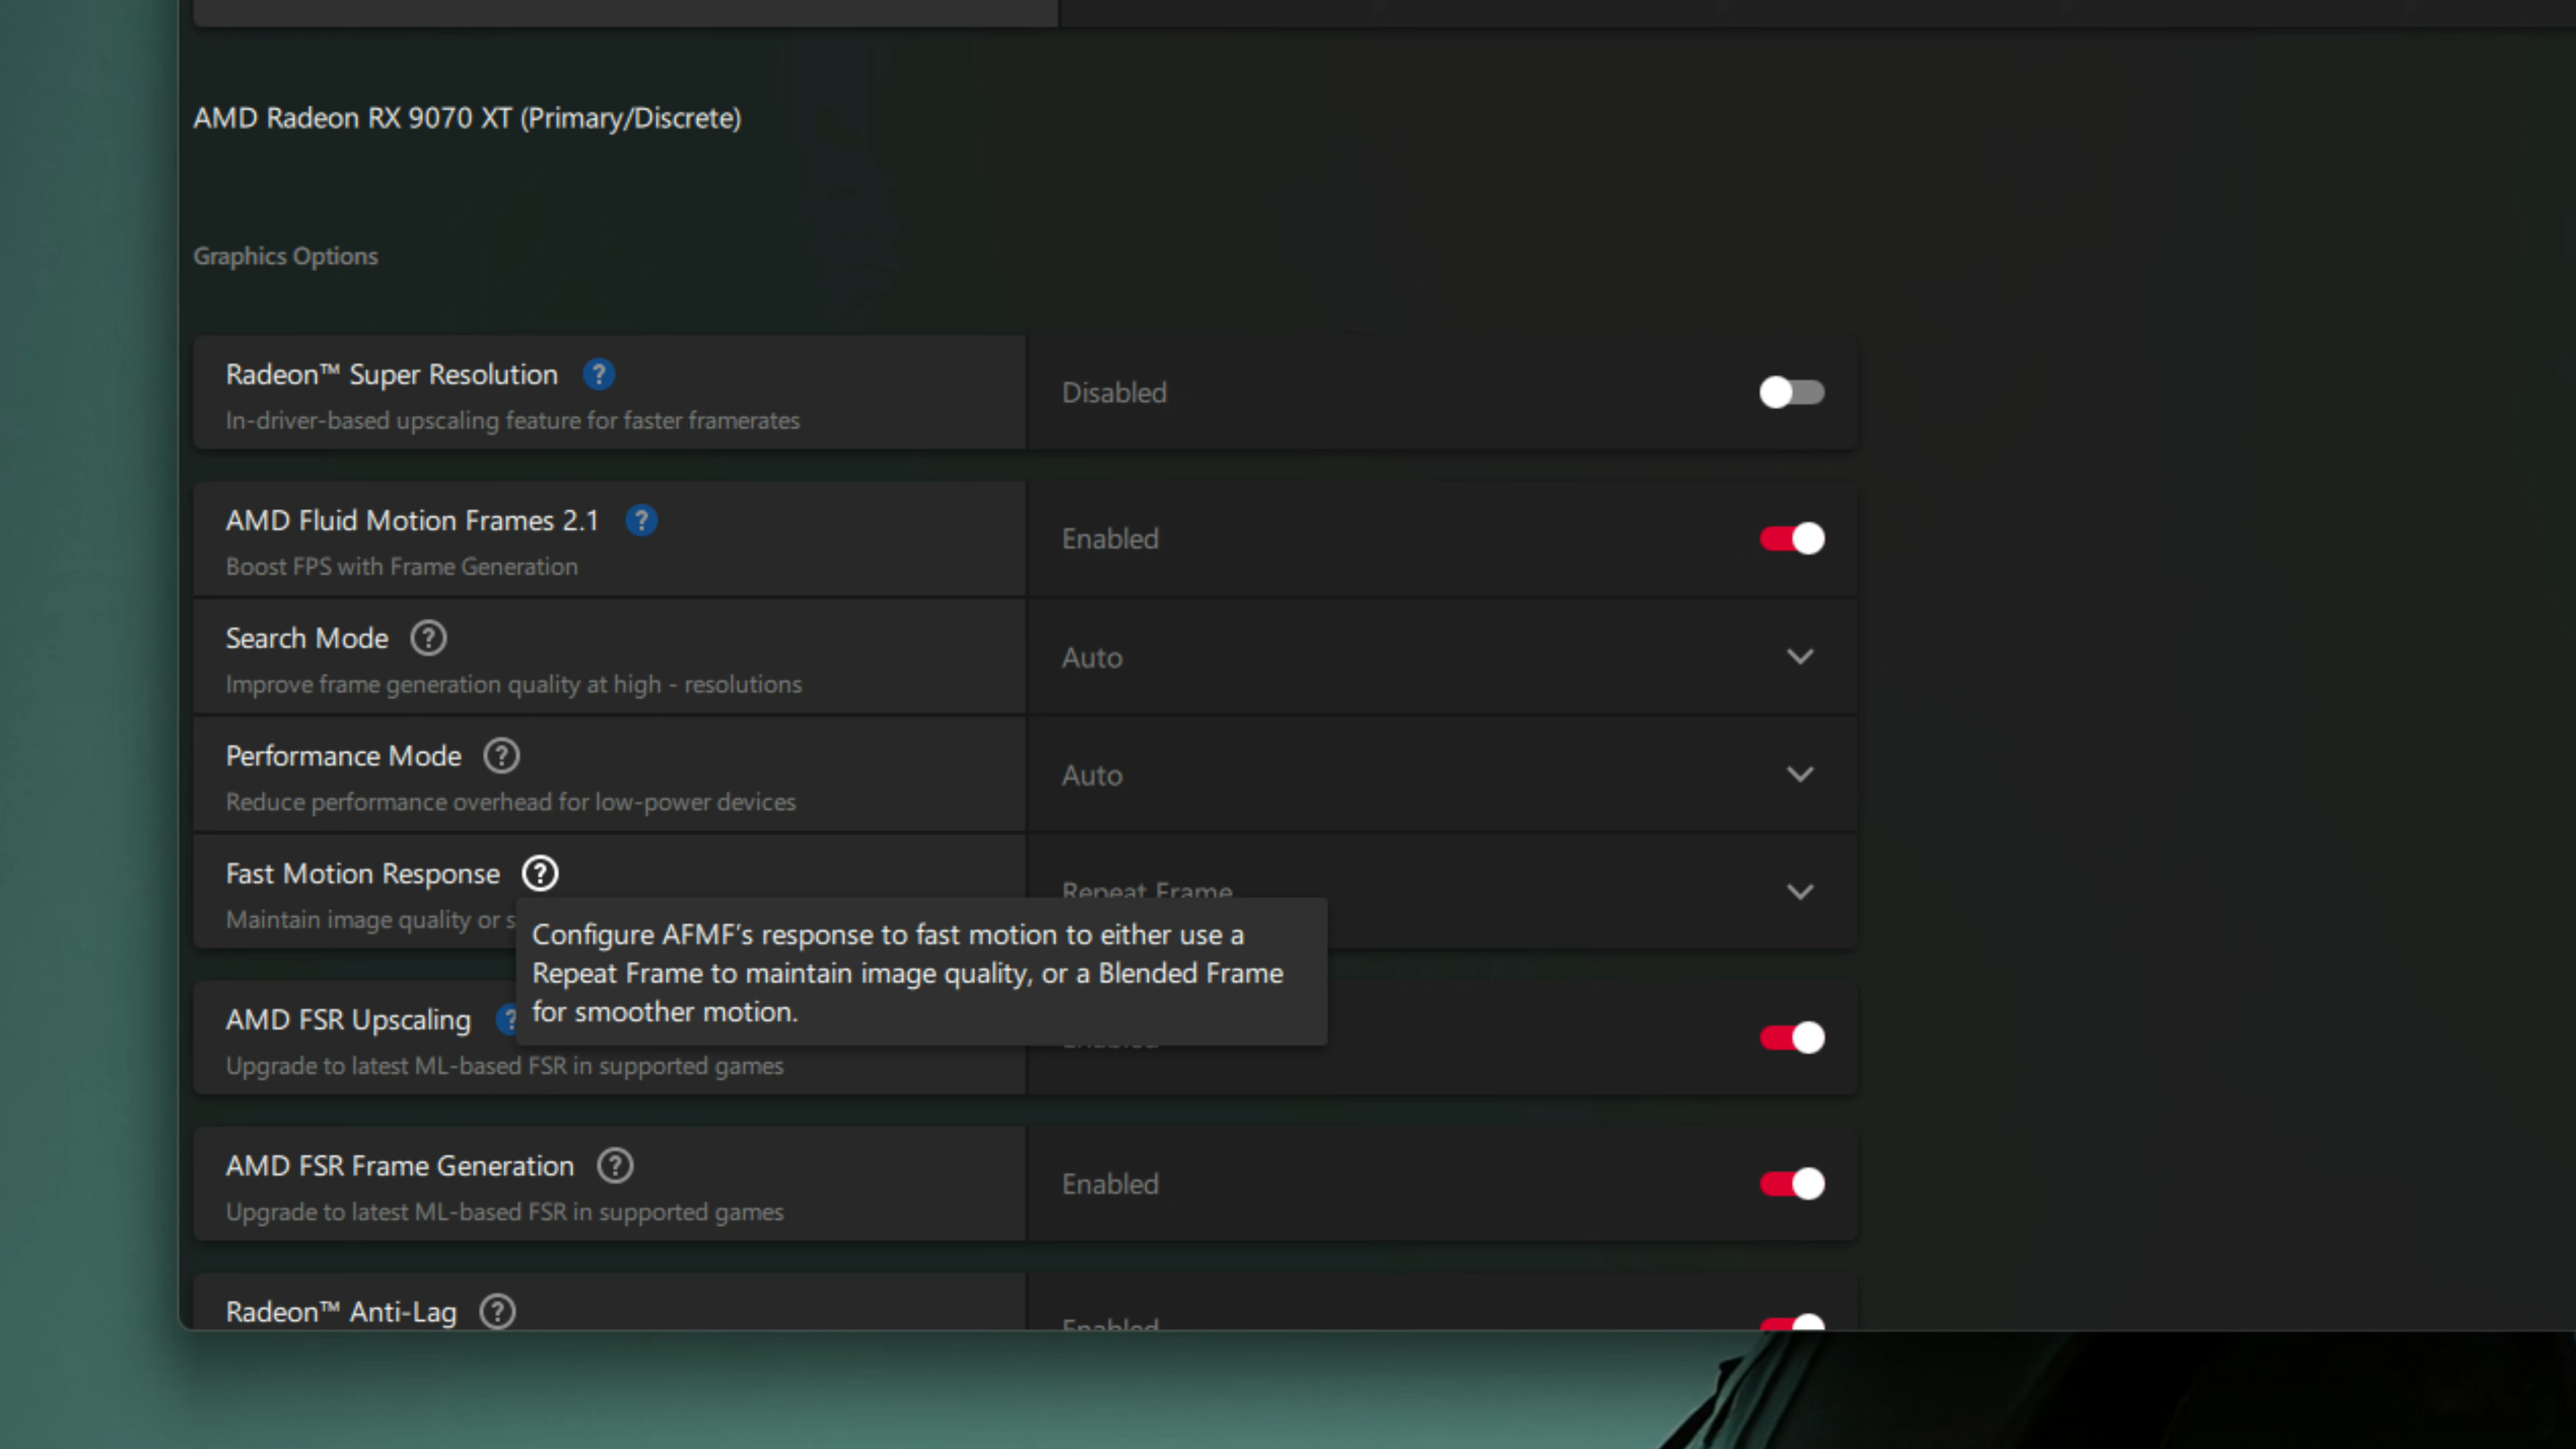 AMD Radeon RX 9070 XT (Primary/Discrete)
Graphics Options
Radeon™ Super Resolution ?
In-driver-based upscaling feature for faster framerates
Disabled
AMD Fluid Motion Frames 2.1 ?
Boost FPS with Frame Generation
Enabled
Search Mode ?
Improve frame generation quality at high - resolutions
Auto
Performance Mode ?
Reduce performance overhead for low-power devices
Auto
Fast Motion Response ?
Maintain image quality or s
Repeat Frame
Configure AFMF's response to fast motion to either use a
Repeat Frame to maintain image quality, or a Blended Frame
for smoother motion.
AMD FSR Upscaling ?
Upgrade to latest ML-based FSR in supported games
AMD FSR Frame Generation ?
Upgrade to latest ML-based FSR in supported games
Enabled
Radeon™ Anti-Lag ?
Enabled